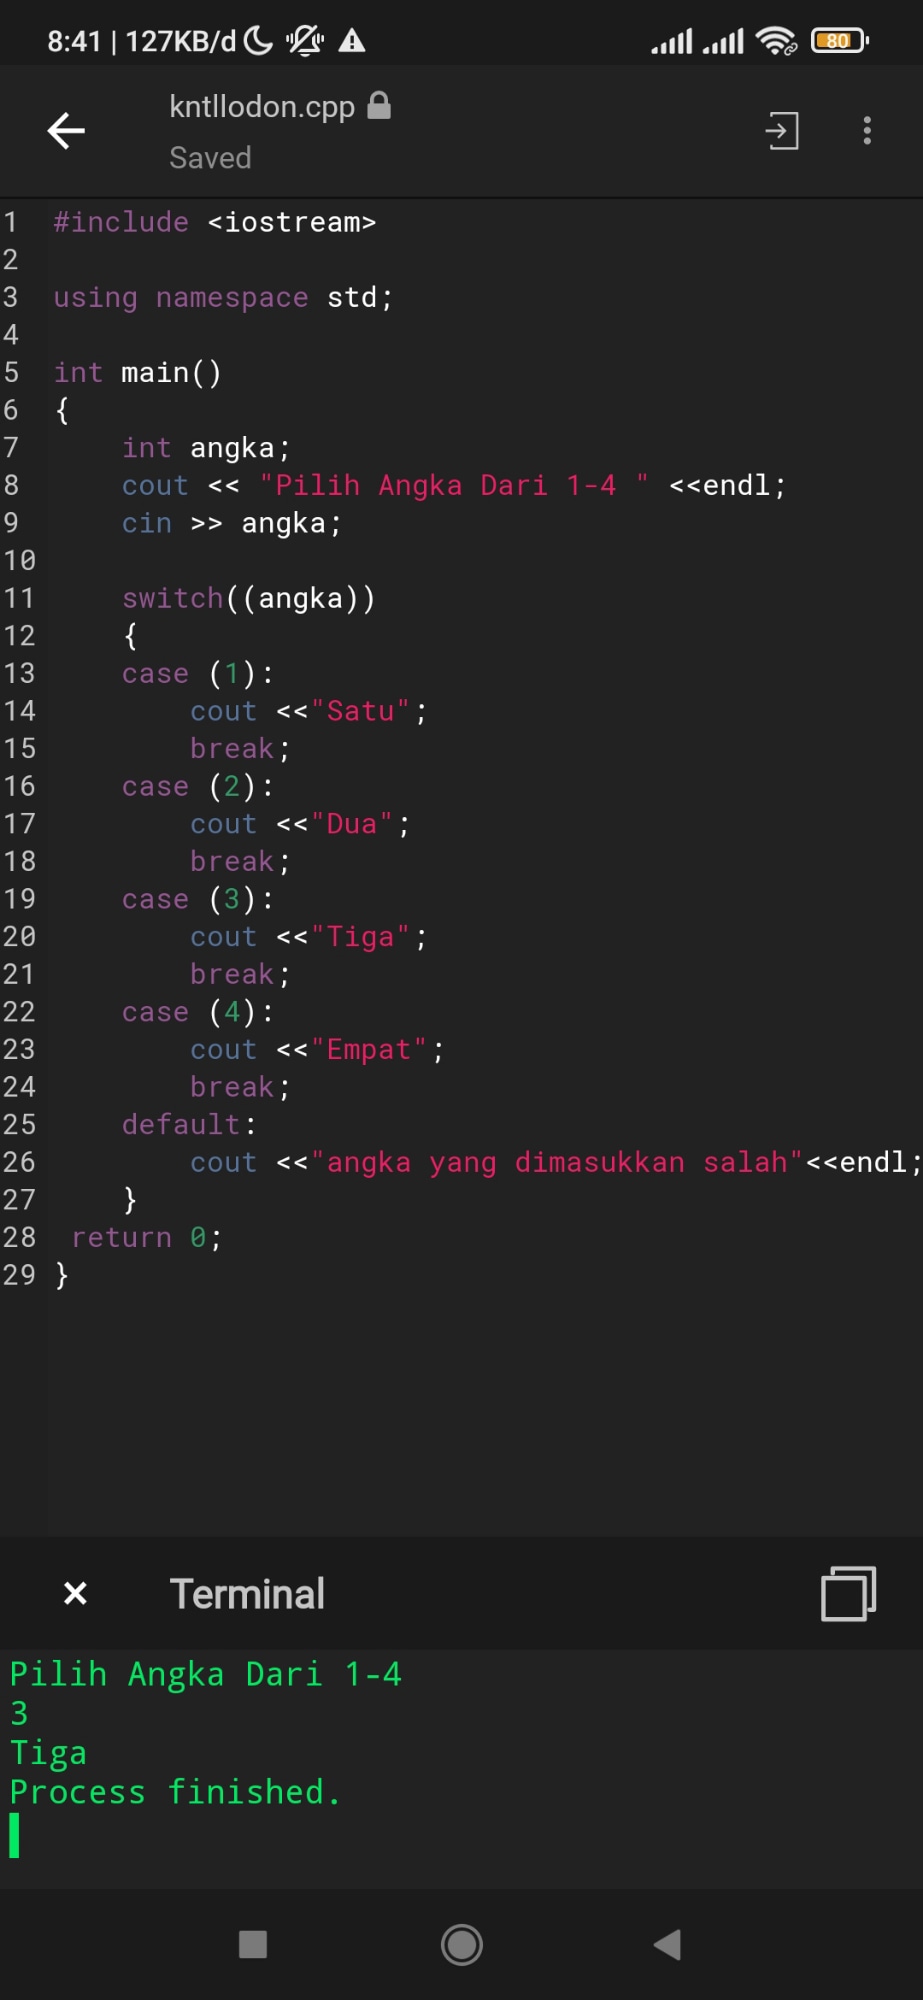 8:41 | 127KB/d 80
kntllodon.cpp
Saved
1 #include <iostream>
2
3 using namespace std;
4
5 int main()
6 {
7     int angka;
8     cout << "Pilih Angka Dari 1-4 " <<endl;
9     cin >> angka;
10
11     switch((angka))
12     {
13     case (1):
14         cout <<"Satu";
15         break;
16     case (2):
17         cout <<"Dua";
18         break;
19     case (3):
20         cout <<"Tiga";
21         break;
22     case (4):
23         cout <<"Empat";
24         break;
25     default:
26         cout <<"angka yang dimasukkan salah"<<endl;
27     }
28  return 0;
29 }
× Terminal
Pilih Angka Dari 1-4
3
Tiga
Process finished.